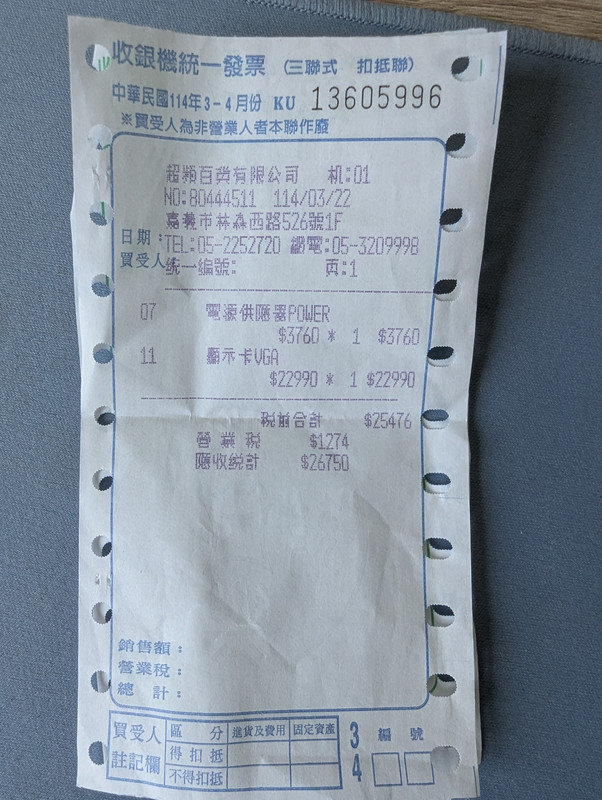 收銀機統一發票 (三聯式 扣抵聯)
中華民國114年3-4月份 KU 13605996
※買受人為非營業人者本聯作廢
超頻百貨有限公司 机:01
NO:80444511 114/03/22
嘉義市林森西路526號1F
日期:
TEL:05-2252720 總電:05-3209998
買受人
統一編號: 頁:1
07 電源供應器POWER
$3760 * 1 $3760
11 顯示卡VGA
$22990 * 1 $22990
税前合計 $25476
營業税 $1274
應收總計 $26750
銷售額:
營業稅:
總計:
買受人註記欄 區分 進貨及費用 固定資產
得扣抵
不得扣抵
3 4 編號